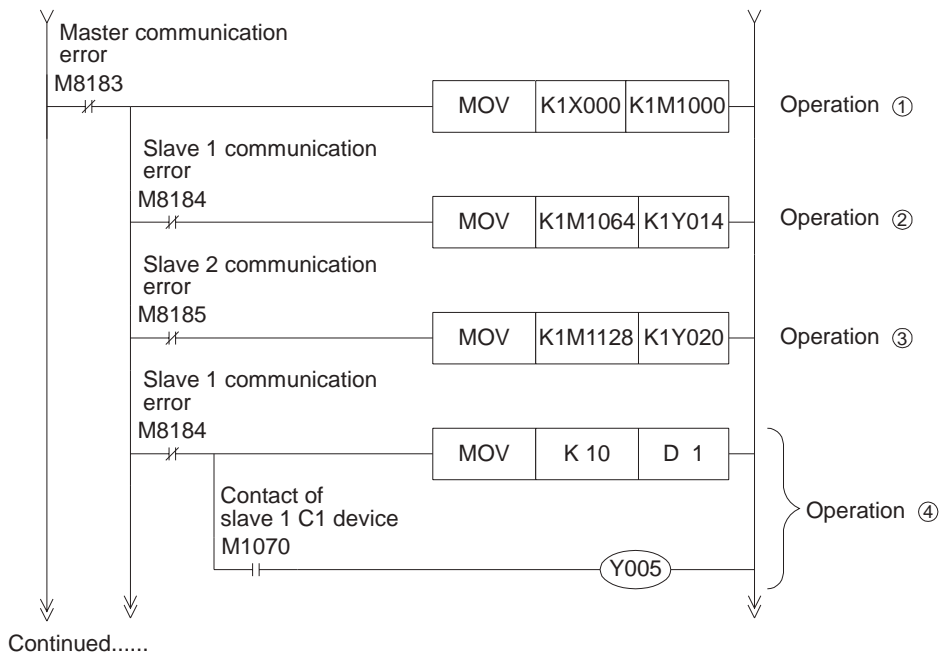 Master communication
error
M8183
MOV K1X000 K1M1000
Operation ①
Slave 1 communication
error
M8184
MOV K1M1064 K1Y014
Operation ②
Slave 2 communication
error
M8185
MOV K1M1128 K1Y020
Operation ③
Slave 1 communication
error
M8184
MOV K 10 D 1
Operation ④
Contact of
slave 1 C1 device
M1070
Y005
Continued......